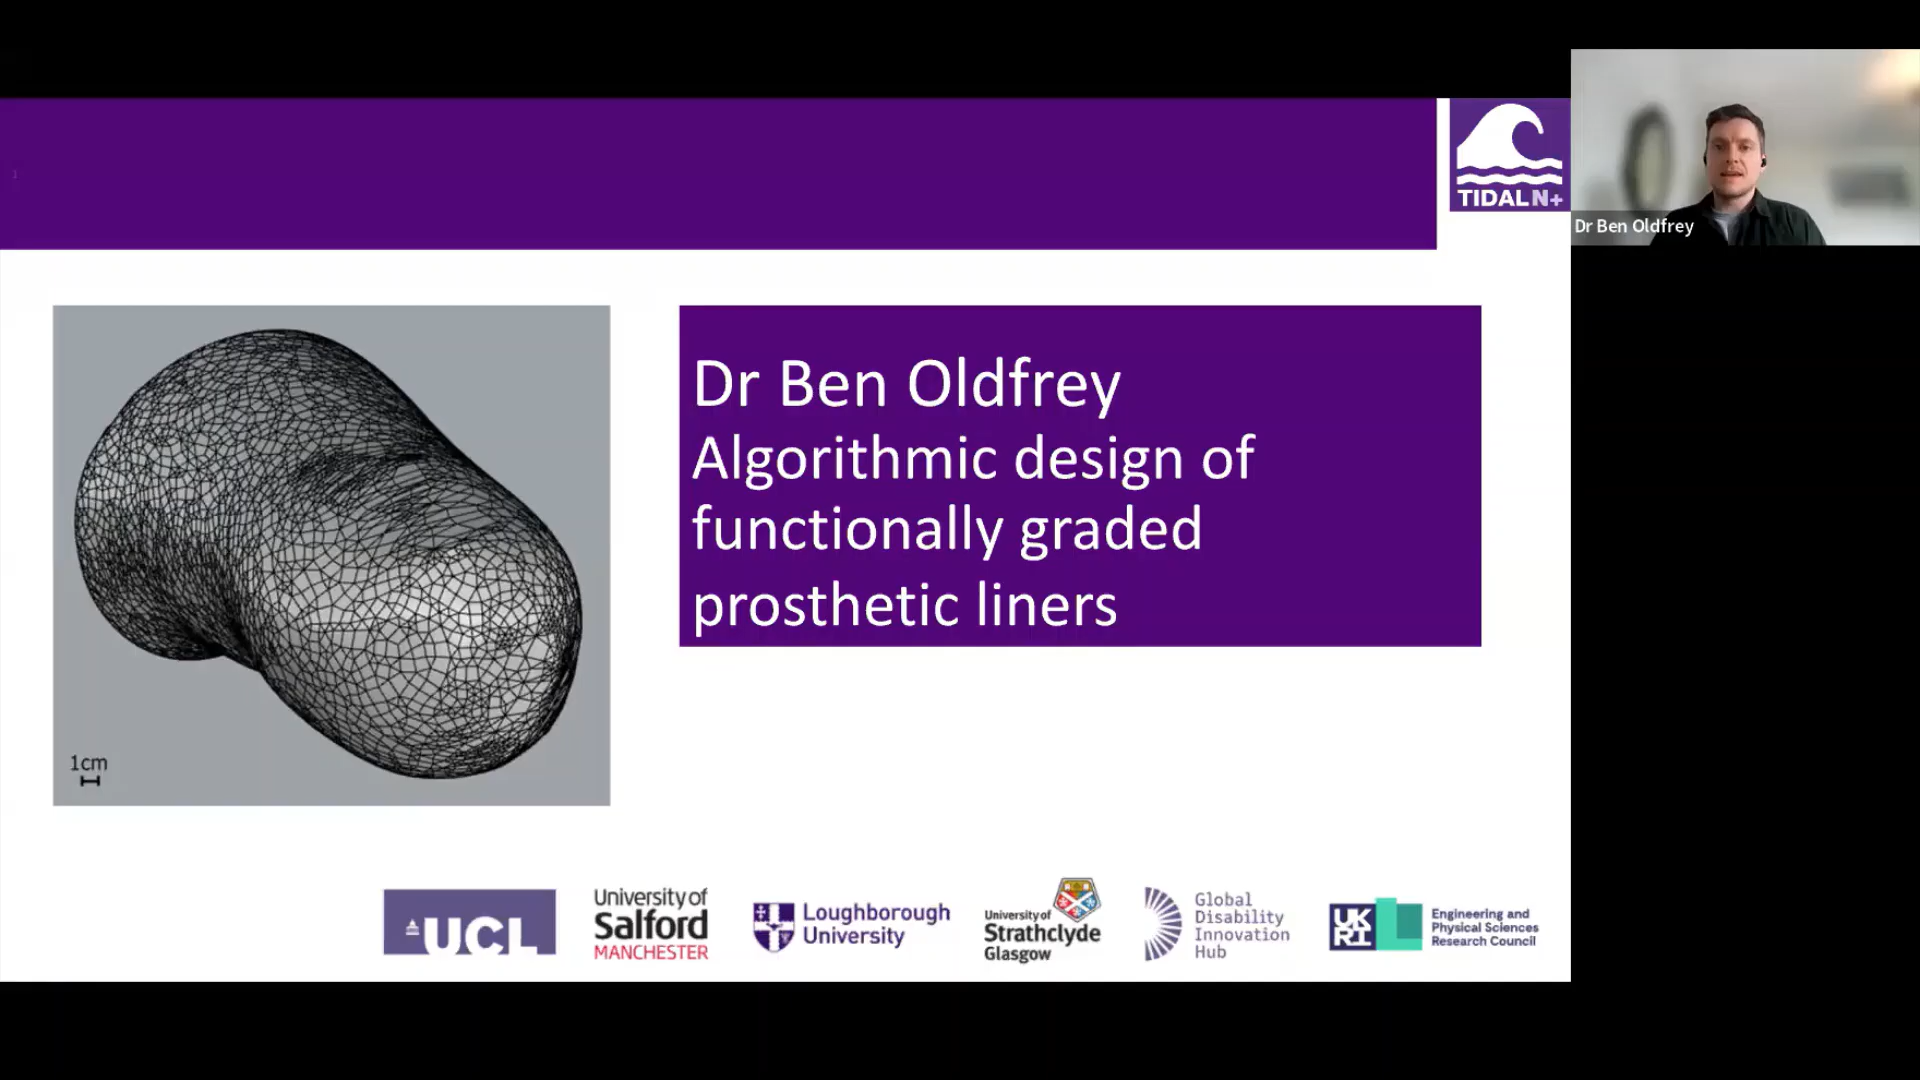 1
TIDAL N+
Dr Ben Oldfrey
Dr Ben Oldfrey
Algorithmic design of
functionally graded
prosthetic liners
1cm
UCL
University of
Salford
MANCHESTER
Loughborough
University
University of
Strathclyde
Glasgow
Global
Disability
Innovation
Hub
UK
RI
Engineering and
Physical Sciences
Research Council